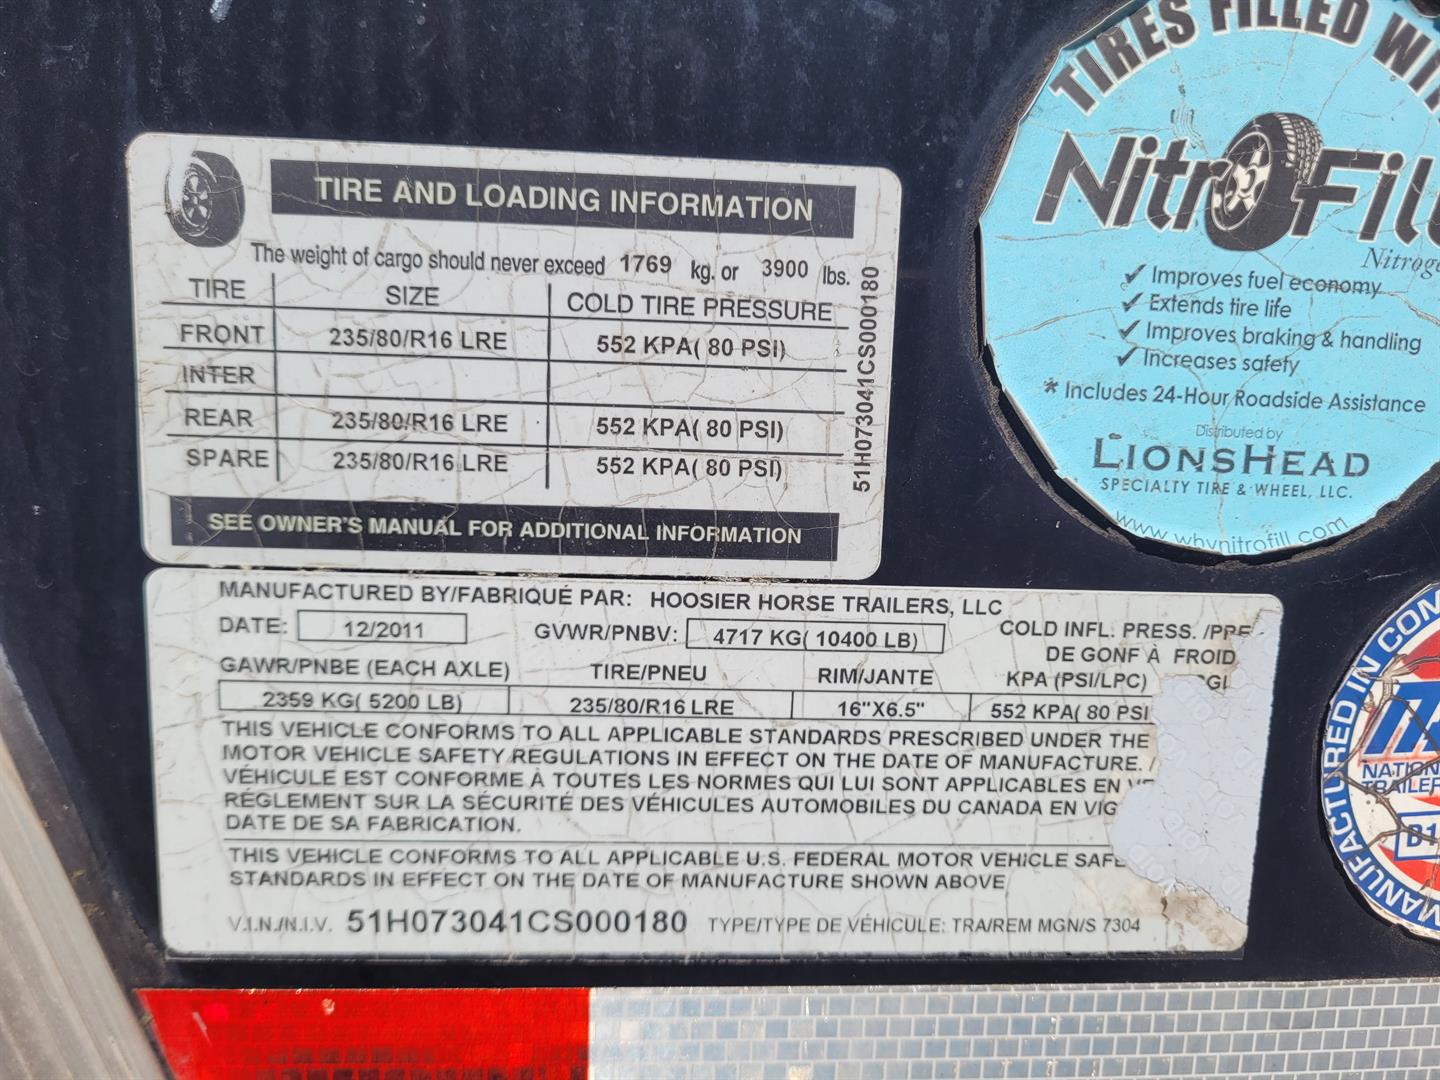 TIRE AND LOADING INFORMATION
The weight of cargo should never exceed 1769 kg. or 3900 lbs.
TIRE SIZE COLD TIRE PRESSURE
FRONT 235/80/R16 LRE 552 KPA( 80 PSI)
INTER
REAR 235/80/R16 LRE 552 KPA( 80 PSI)
SPARE 235/80/R16 LRE 552 KPA( 80 PSI)
SEE OWNER'S MANUAL FOR ADDITIONAL INFORMATION
51H073041CS000180
MANUFACTURED BY/FABRIQUÉ PAR: HOOSIER HORSE TRAILERS, LLC
DATE: 12/2011 GVWR/PNBV: 4717 KG( 10400 LB) COLD INFL. PRESS. /PRE
DE GONF À FROID
GAWR/PNBE (EACH AXLE) TIRE/PNEU RIM/JANTE KPA (PSI/LPC)
2359 KG( 5200 LB) 235/80/R16 LRE 16"X6.5" 552 KPA( 80 PSI
THIS VEHICLE CONFORMS TO ALL APPLICABLE STANDARDS PRESCRIBED UNDER THE
MOTOR VEHICLE SAFETY REGULATIONS IN EFFECT ON THE DATE OF MANUFACTURE. /
VÉHICULE EST CONFORME À TOUTES LES NORMES QUI LUI SONT APPLICABLES EN
RÉGLEMENT SUR LA SÉCURITÉ DES VÉHICULES AUTOMOBILES DU CANADA EN VIG
DATE DE SA FABRICATION.
THIS VEHICLE CONFORMS TO ALL APPLICABLE U.S. FEDERAL MOTOR VEHICLE SAFE
STANDARDS IN EFFECT ON THE DATE OF MANUFACTURE SHOWN ABOVE
V.I.N./N.I.V. 51H073041CS000180 TYPE/TYPE DE VÉHICULE: TRA/REM MGN/S 7304
TIRES FILLED WI
NitroFil
Nitroge
✓ Improves fuel economy
✓ Extends tire life
✓ Improves braking & handling
✓ Increases safety
* Includes 24-Hour Roadside Assistance
Distributed by
LIONSHEAD
SPECIALTY TIRE & WHEEL, LLC.
www.whynitrofill.com
MANUFACTURED IN COM
NATION
TRAILER
B1
MAN